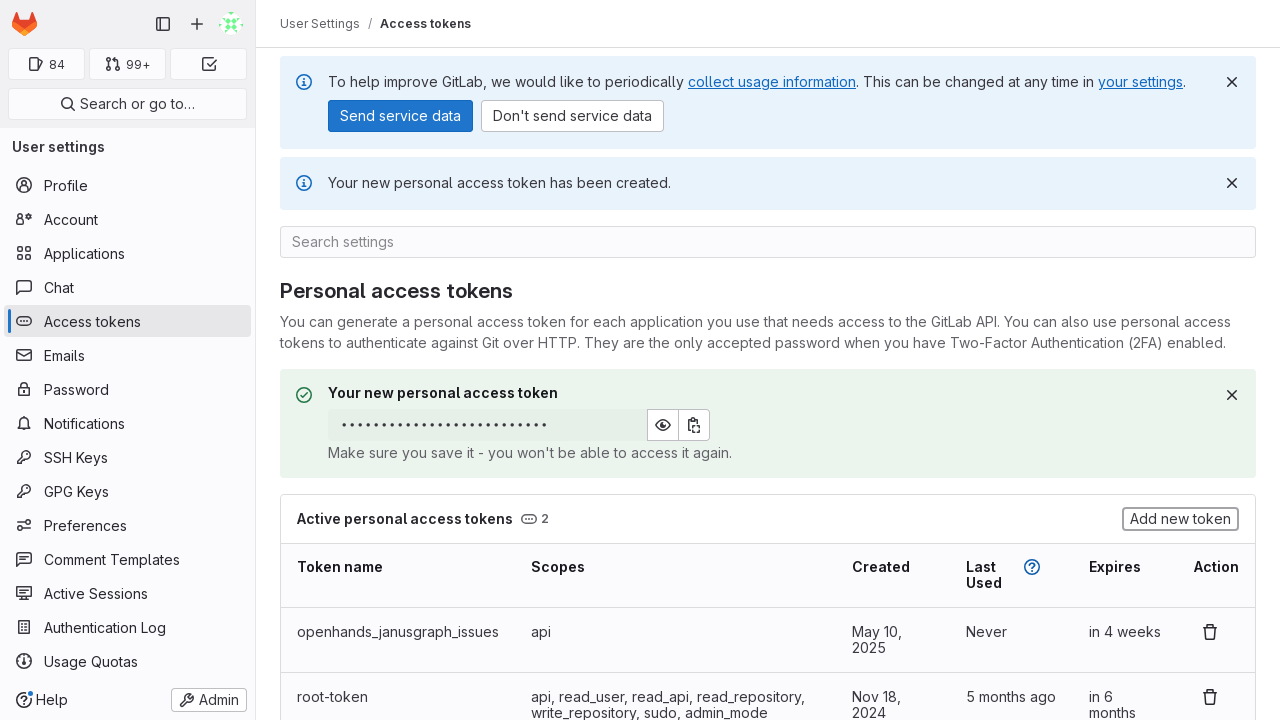 User Settings / Access tokens
84
99+
Search or go to…
User settings
Profile
Account
Applications
Chat
Access tokens
Emails
Password
Notifications
SSH Keys
GPG Keys
Preferences
Comment Templates
Active Sessions
Authentication Log
Usage Quotas
Help
Admin
To help improve GitLab, we would like to periodically collect usage information. This can be changed at any time in your settings.
Send service data
Don't send service data
Your new personal access token has been created.
Search settings
Personal access tokens
You can generate a personal access token for each application you use that needs access to the GitLab API. You can also use personal access
tokens to authenticate against Git over HTTP. They are the only accepted password when you have Two-Factor Authentication (2FA) enabled.
Your new personal access token
••••••••••••••••••••••••••
Make sure you save it - you won't be able to access it again.
Active personal access tokens 2
Add new token
Token name Scopes Created Last Used Expires Action
openhands_janusgraph_issues api May 10, 2025 Never in 4 weeks
root-token api, read_user, read_api, read_repository, write_repository, sudo, admin_mode Nov 18, 2024 5 months ago in 6 months